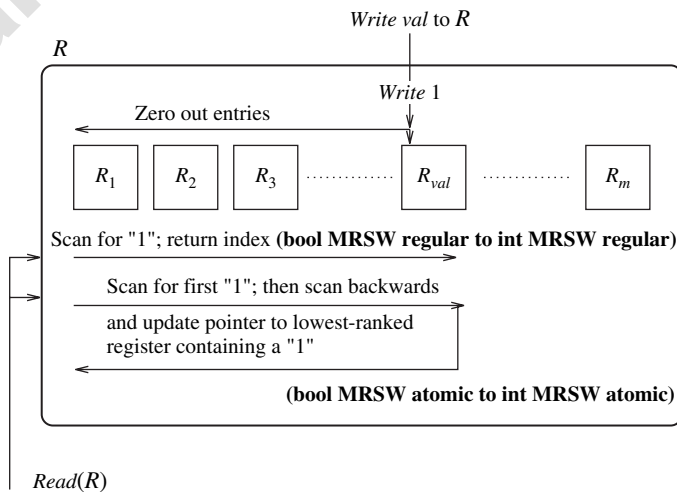 Write val to R
R
Write 1
Zero out entries
R1 R2 R3 Rval Rm
Scan for "1"; return index (bool MRSW regular to int MRSW regular)
Scan for first "1"; then scan backwards
and update pointer to lowest-ranked
register containing a "1"
(bool MRSW atomic to int MRSW atomic)
Read(R)